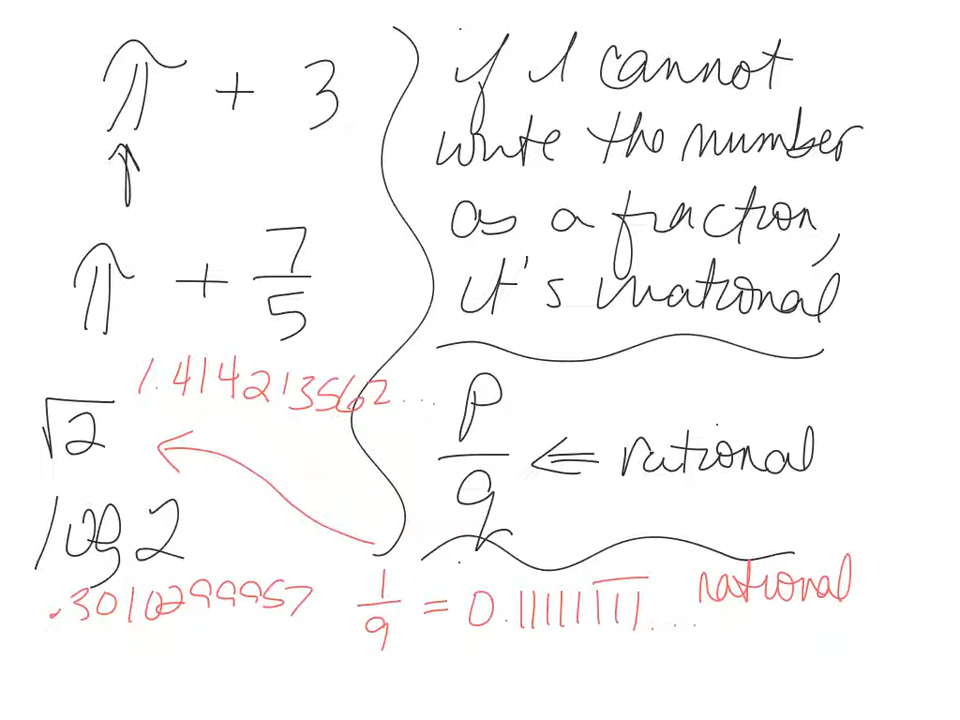 π + 3
π + 7/5
1.414213562...
√2
log 2
.3010299957
if I cannot
write the number
as a fraction,
it's irrational
p/q ⇐ rational
1/9 = 0.11111111... rational